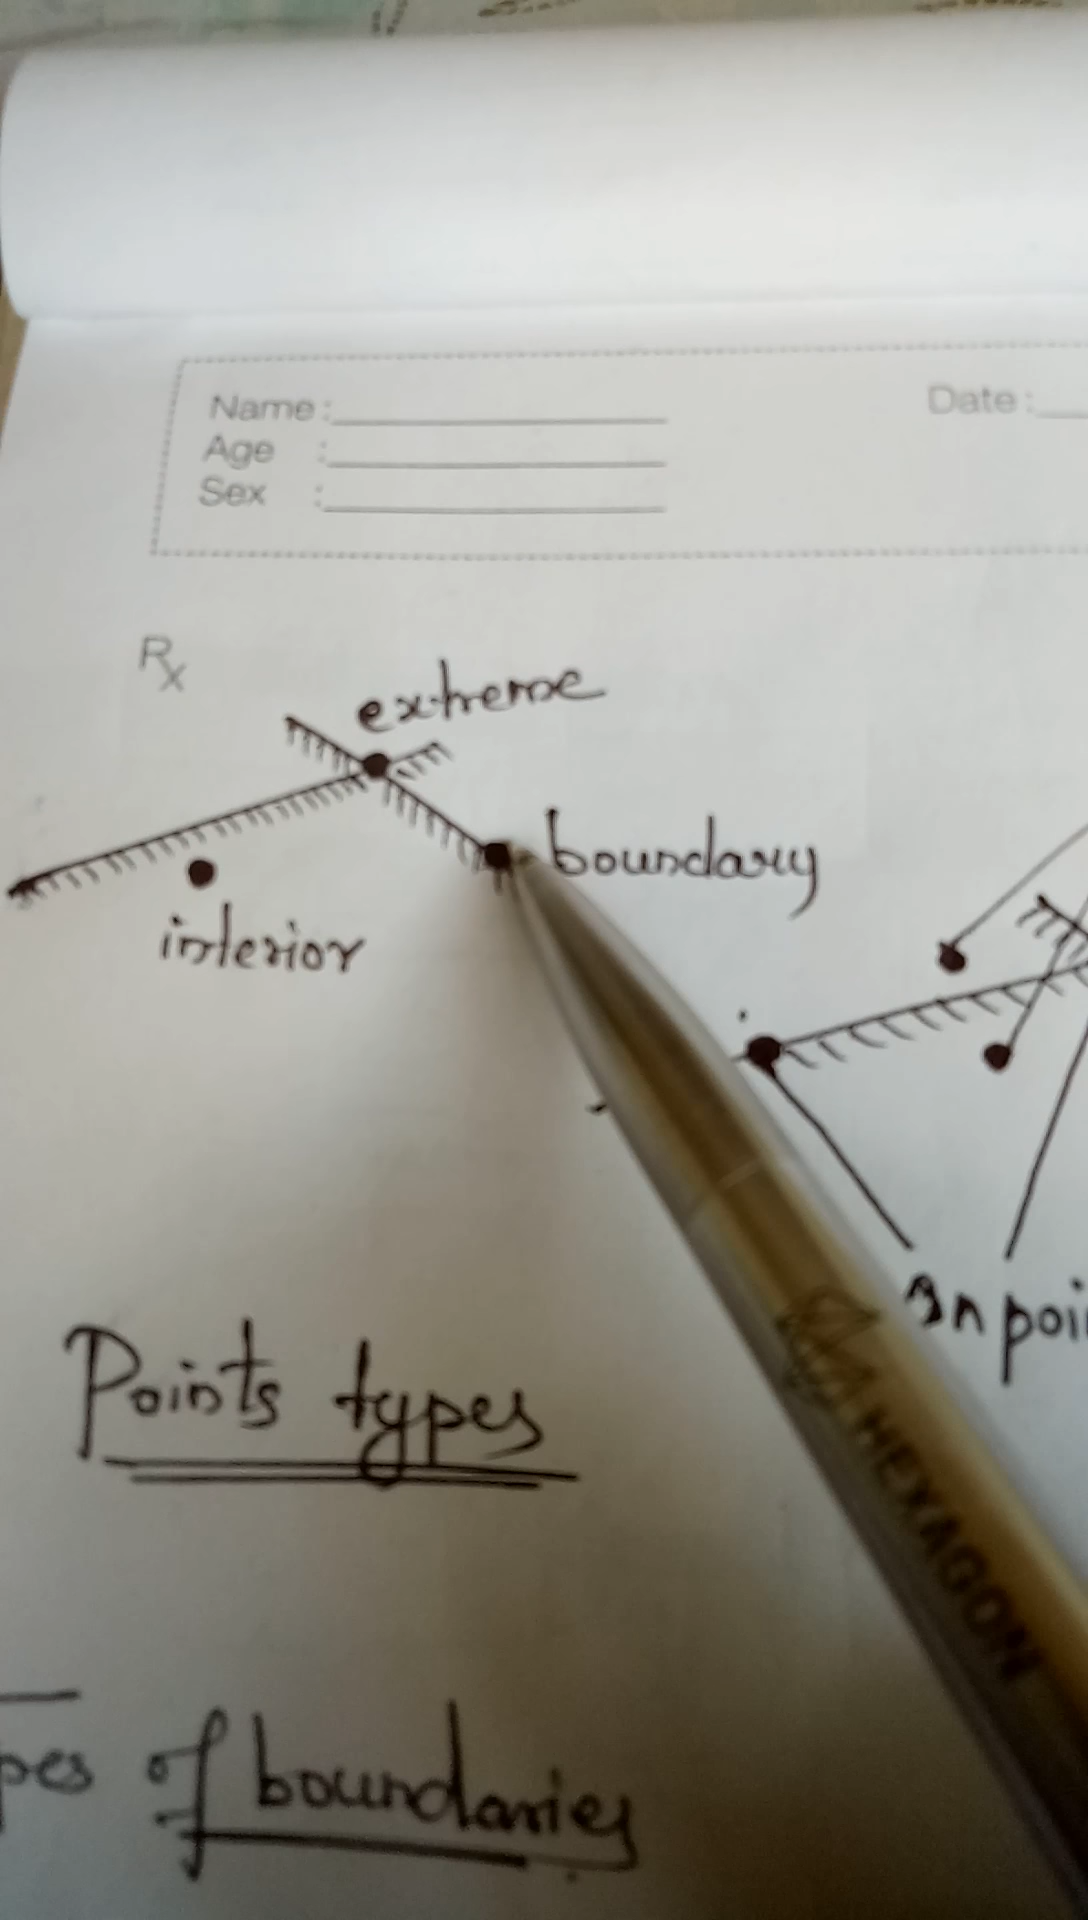 Name :
Date :
Age :
Sex :
Rx
extreme
boundary
interior
Points types
of boundaries
HEXAGON